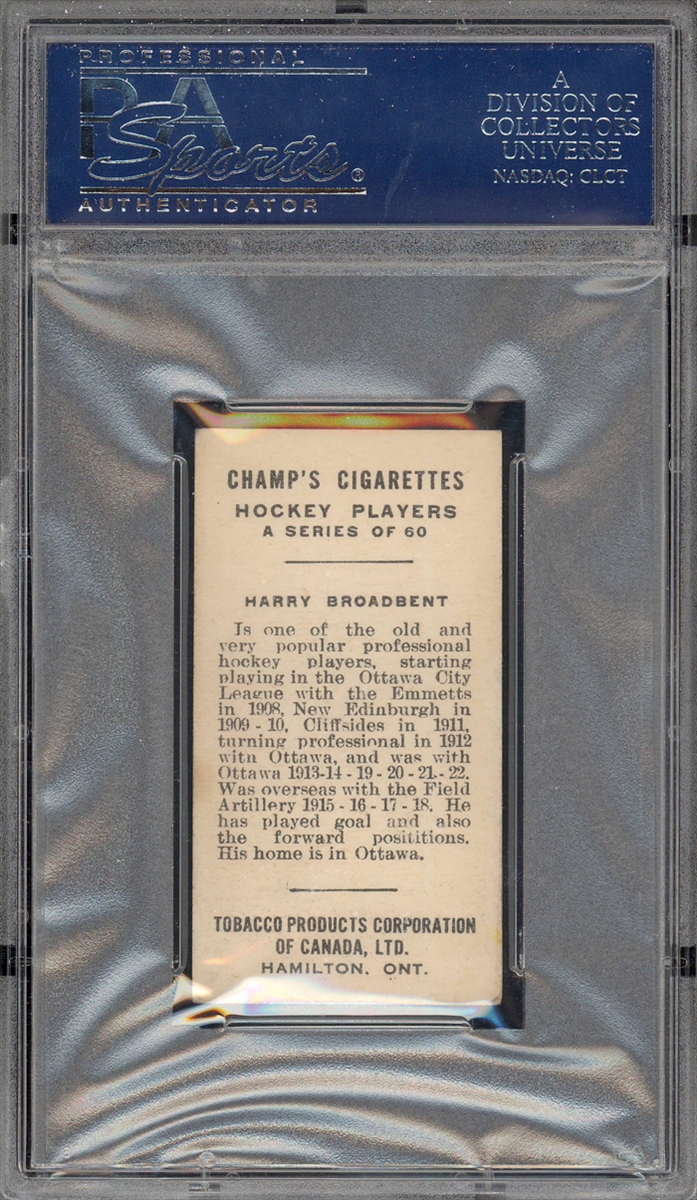 PROFESSIONAL
PSA
Sports®
AUTHENTICATOR
A
DIVISION OF
COLLECTORS
UNIVERSE
NASDAQ: CLCT
CHAMP'S CIGARETTES
HOCKEY PLAYERS
A SERIES OF 60
HARRY BROADBENT
Is one of the old and
very popular professional
hockey players, starting
playing in the Ottawa City
League with the Emmetts
in 1908, New Edinburgh in
1909 - 10, Cliffsides in 1911,
turning professional in 1912
with Ottawa, and was with
Ottawa 1913-14 - 19 - 20 - 21 - 22.
Was overseas with the Field
Artillery 1915 - 16 - 17 - 18. He
has played goal and also
the forward posititions.
His home is in Ottawa.
TOBACCO PRODUCTS CORPORATION
OF CANADA, LTD.
HAMILTON. ONT.